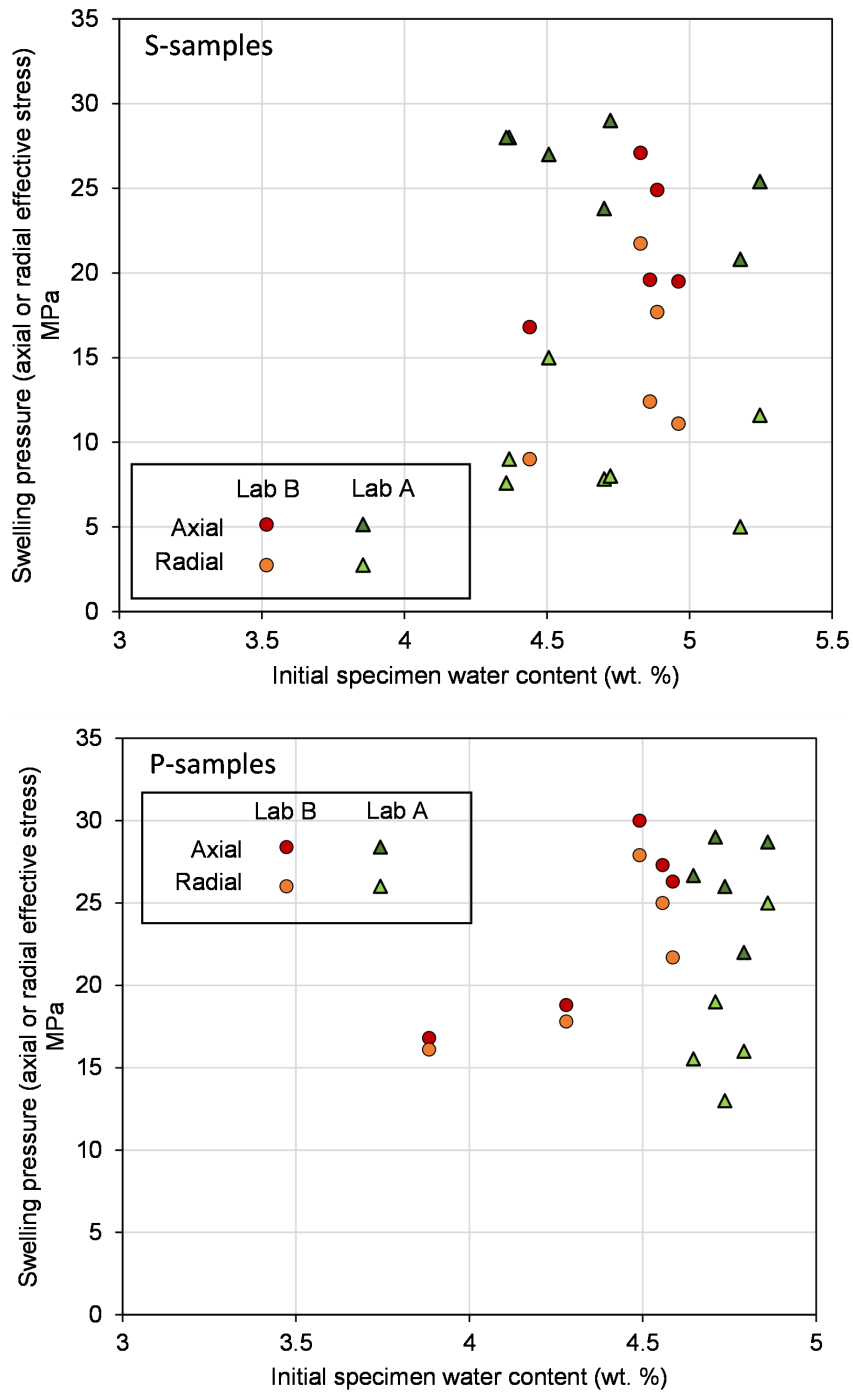 S-samples
35
30
25
20
15
10
5
0
Swelling pressure (axial or radial effective stress)
MPa
Lab B Lab A
Axial
Radial
3 3.5 4 4.5 5 5.5
Initial specimen water content (wt. %)
P-samples
35
30
25
20
15
10
5
0
Swelling pressure (axial or radial effective stress)
MPa
Lab B Lab A
Axial
Radial
3 3.5 4 4.5 5
Initial specimen water content (wt. %)